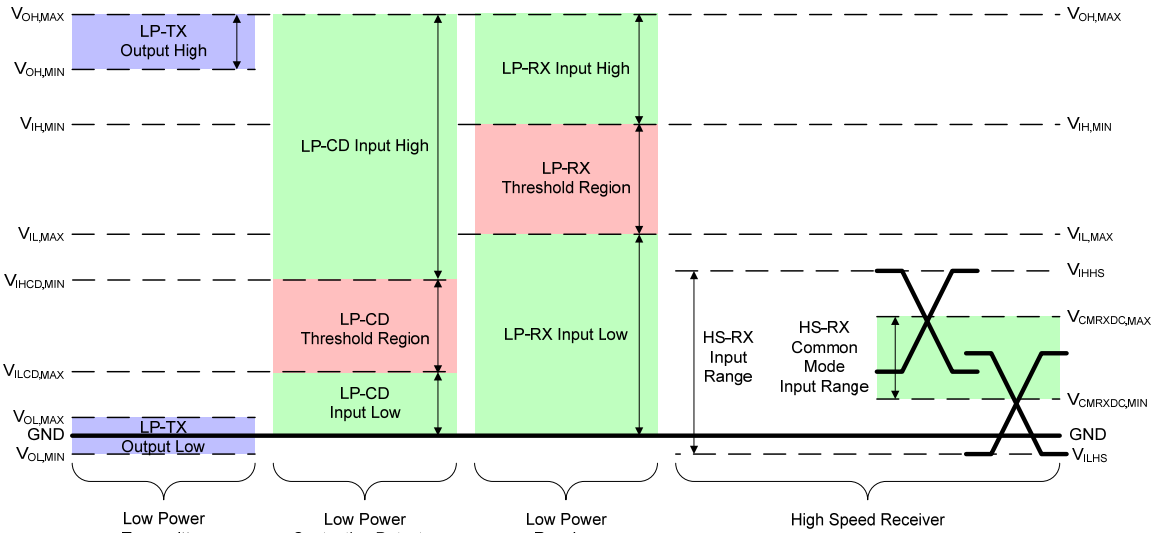 VOH,MAX
LP-TX
Output High
VOH,MIN
VIH,MIN
VIL,MAX
VIHCD,MIN
VILCD,MAX
VOL,MAX
GND
VOL,MIN
LP-TX
Output Low
LP-CD Input High
LP-CD
Threshold Region
LP-CD
Input Low
LP-RX Input High
LP-RX
Threshold Region
LP-RX Input Low
HS-RX
Input
Range
HS-RX
Common
Mode
Input Range
VOH,MAX
VIH,MIN
VIL,MAX
VIHHS
VCMRXDC,MAX
VCMRXDC,MIN
GND
VILHS
Low Power
Low Power
Low Power
High Speed Receiver